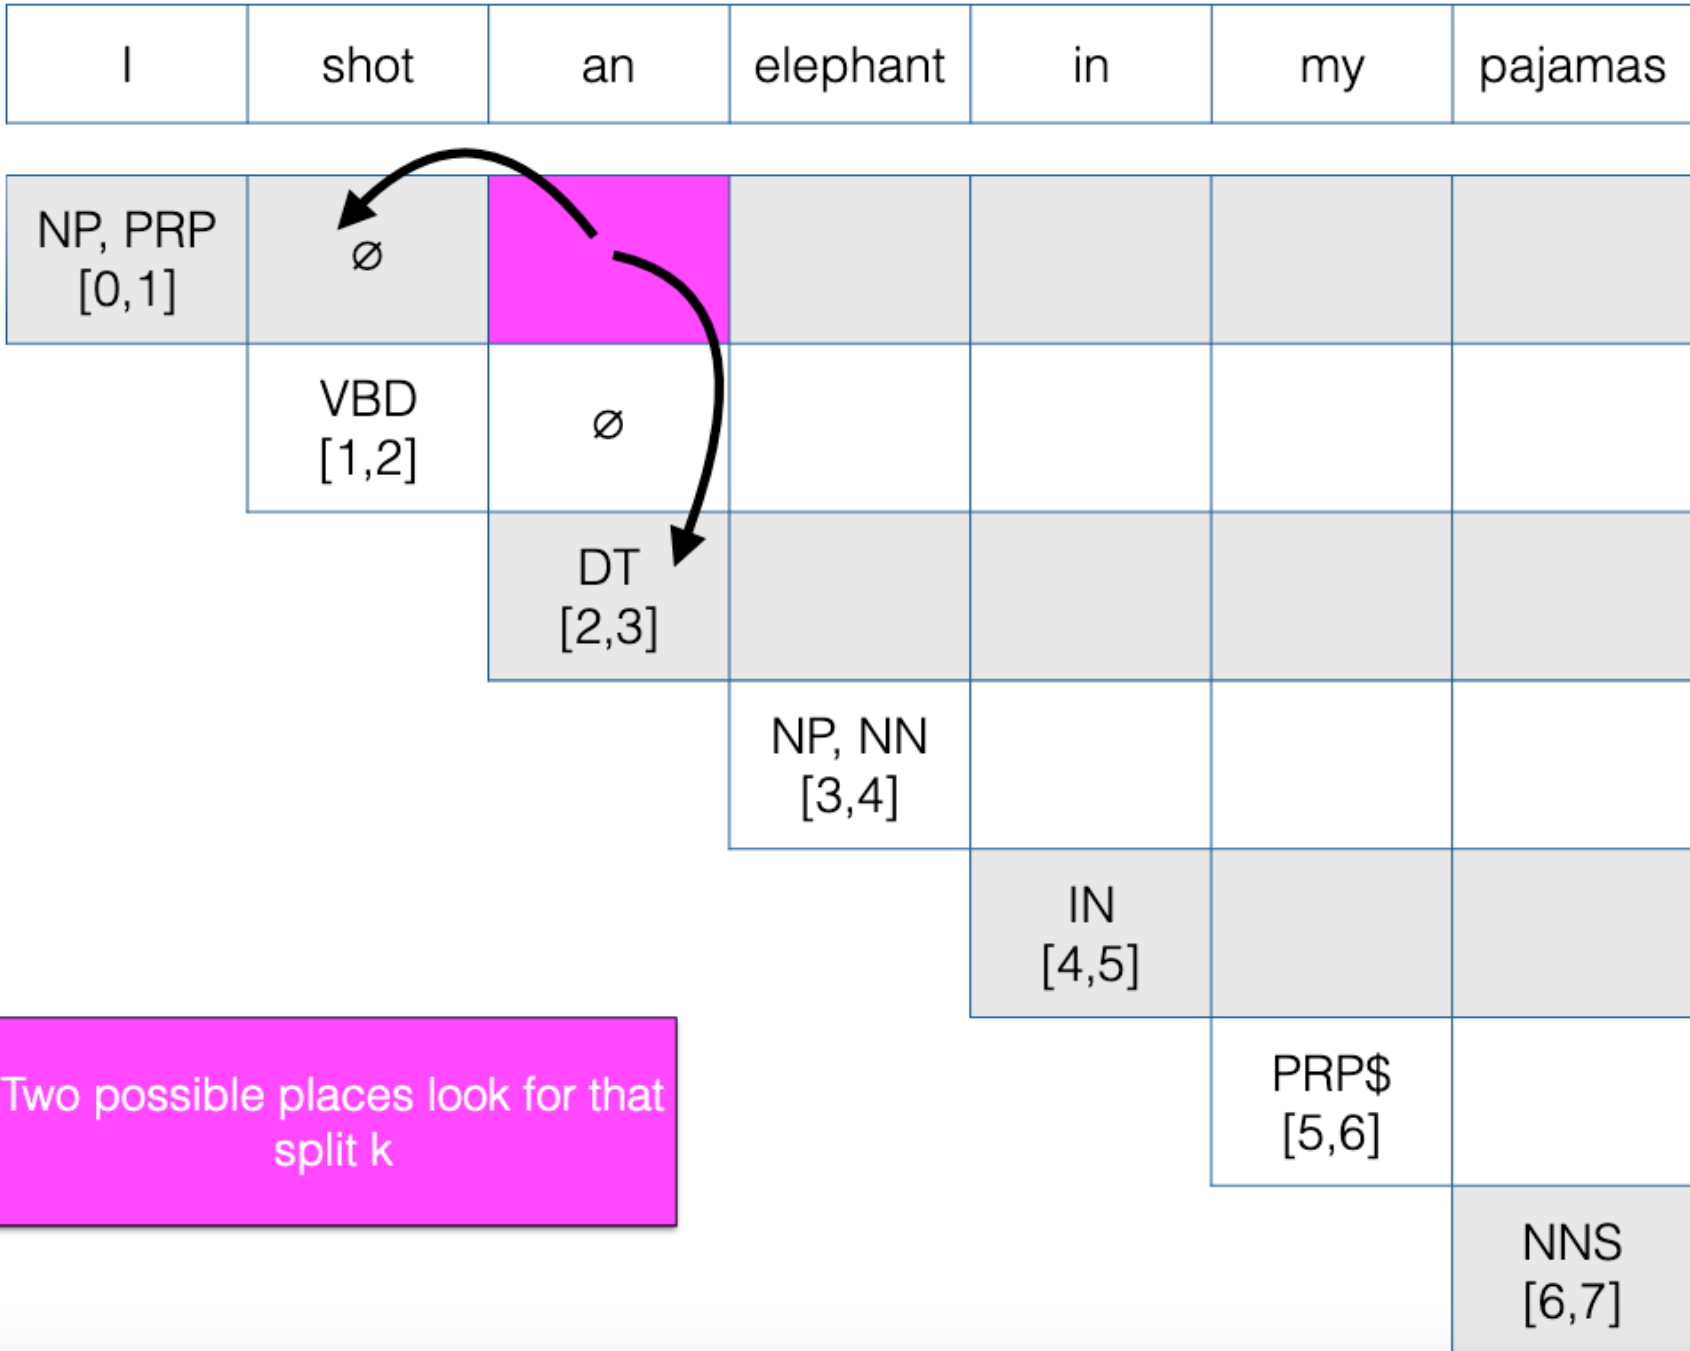 I shot an elephant in my pajamas
NP, PRP ∅
[0,1]
VBD ∅
[1,2]
DT
[2,3]
NP, NN
[3,4]
IN
[4,5]
Two possible places look for that
split k
PRP$
[5,6]
NNS
[6,7]